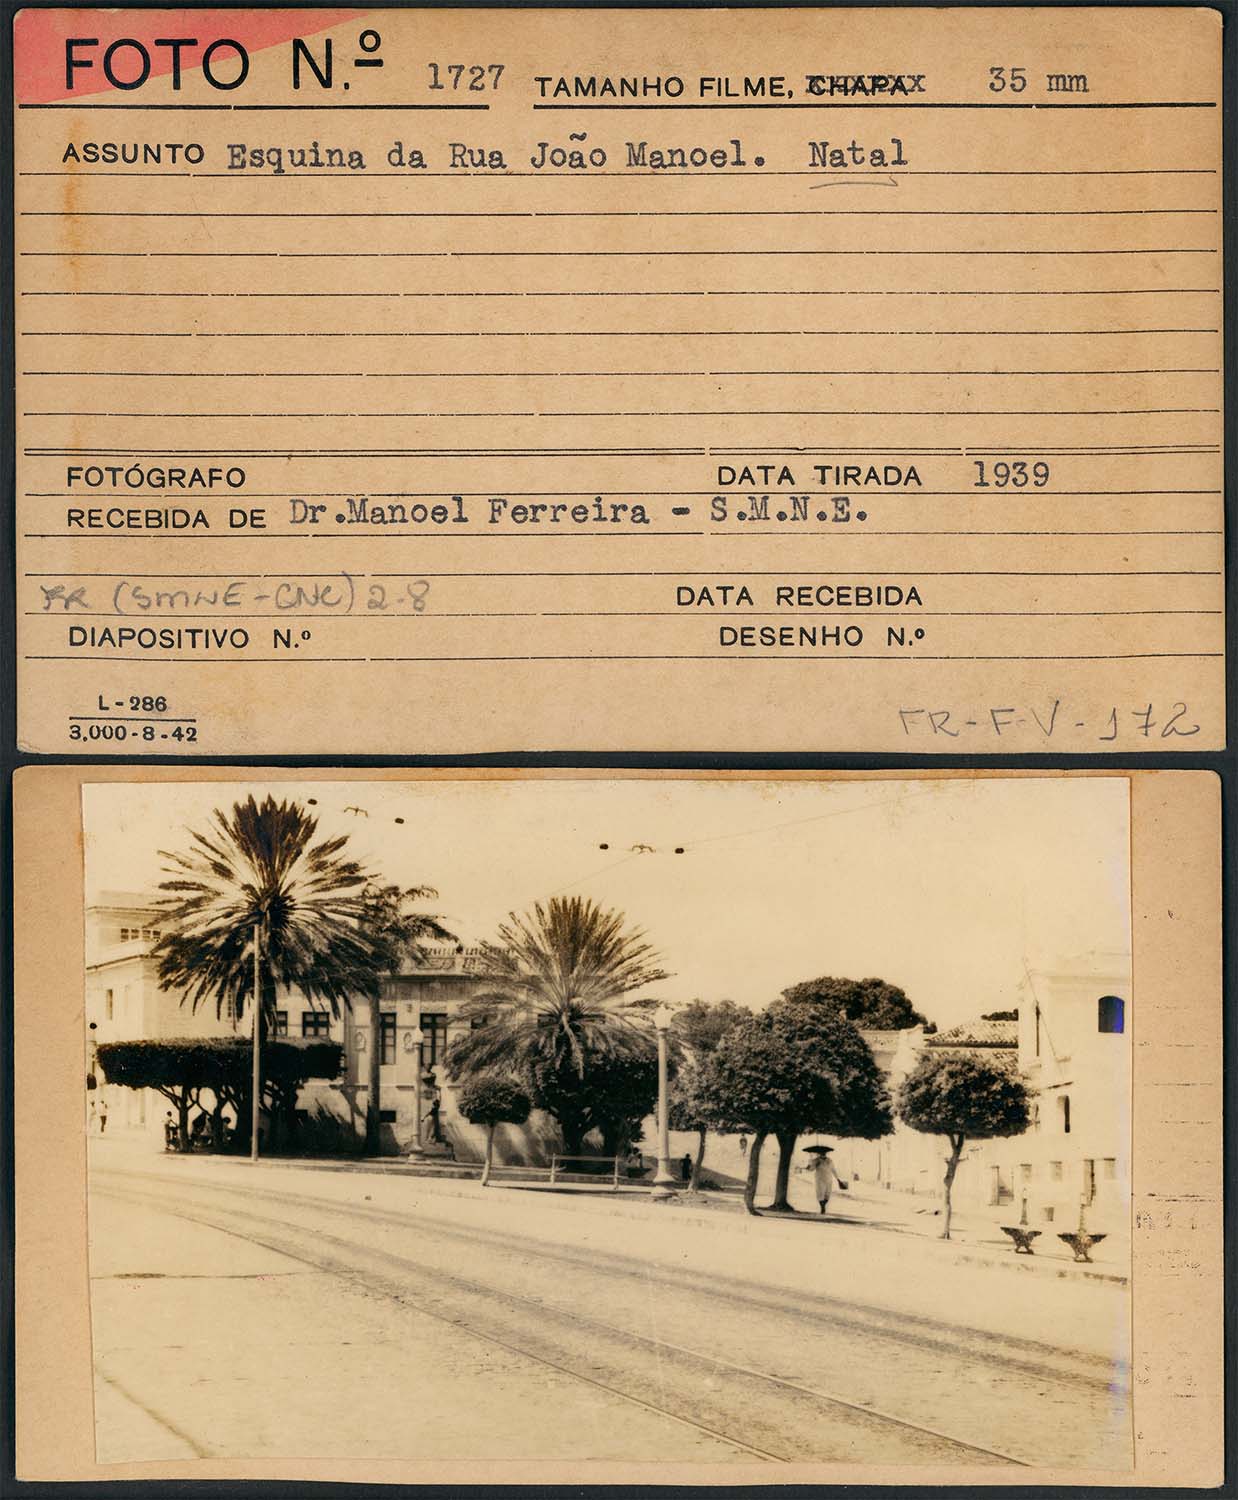 FOTO N.º 1727 TAMANHO FILME, CHAPA 35 mm
ASSUNTO Esquina da Rua João Manoel. Natal
FOTÓGRAFO DATA TIRADA 1939
RECEBIDA DE Dr.Manoel Ferreira - S.M.N.E.
(SMNE-CNC) 2-8 DATA RECEBIDA
DIAPOSITIVO N.º DESENHO N.º
L-286
3,000-8-42
FR-F-V-172